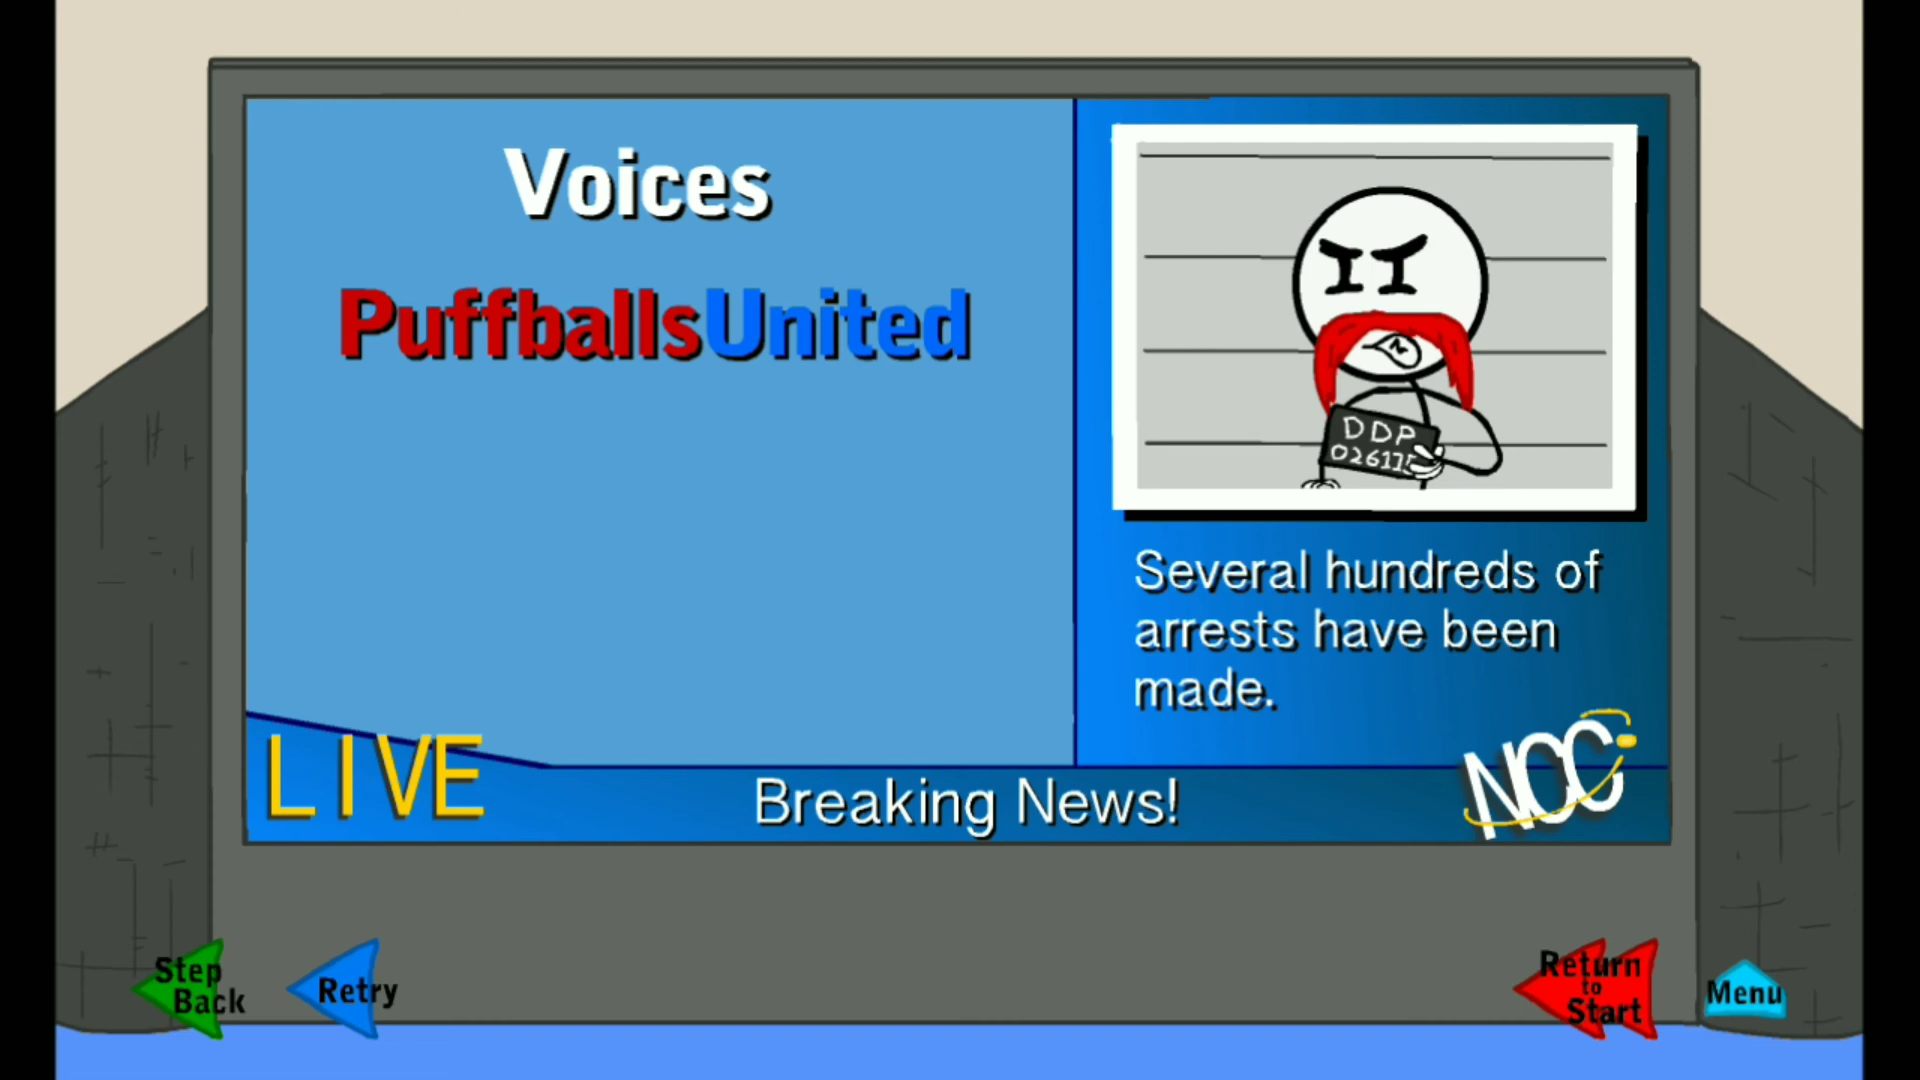 Voices
PuffballsUnited
DDP
Several hundreds of
arrests have been
made.
LIVE
Breaking News!
NCC
Step
Back
Retry
Return
to
Start
Menu